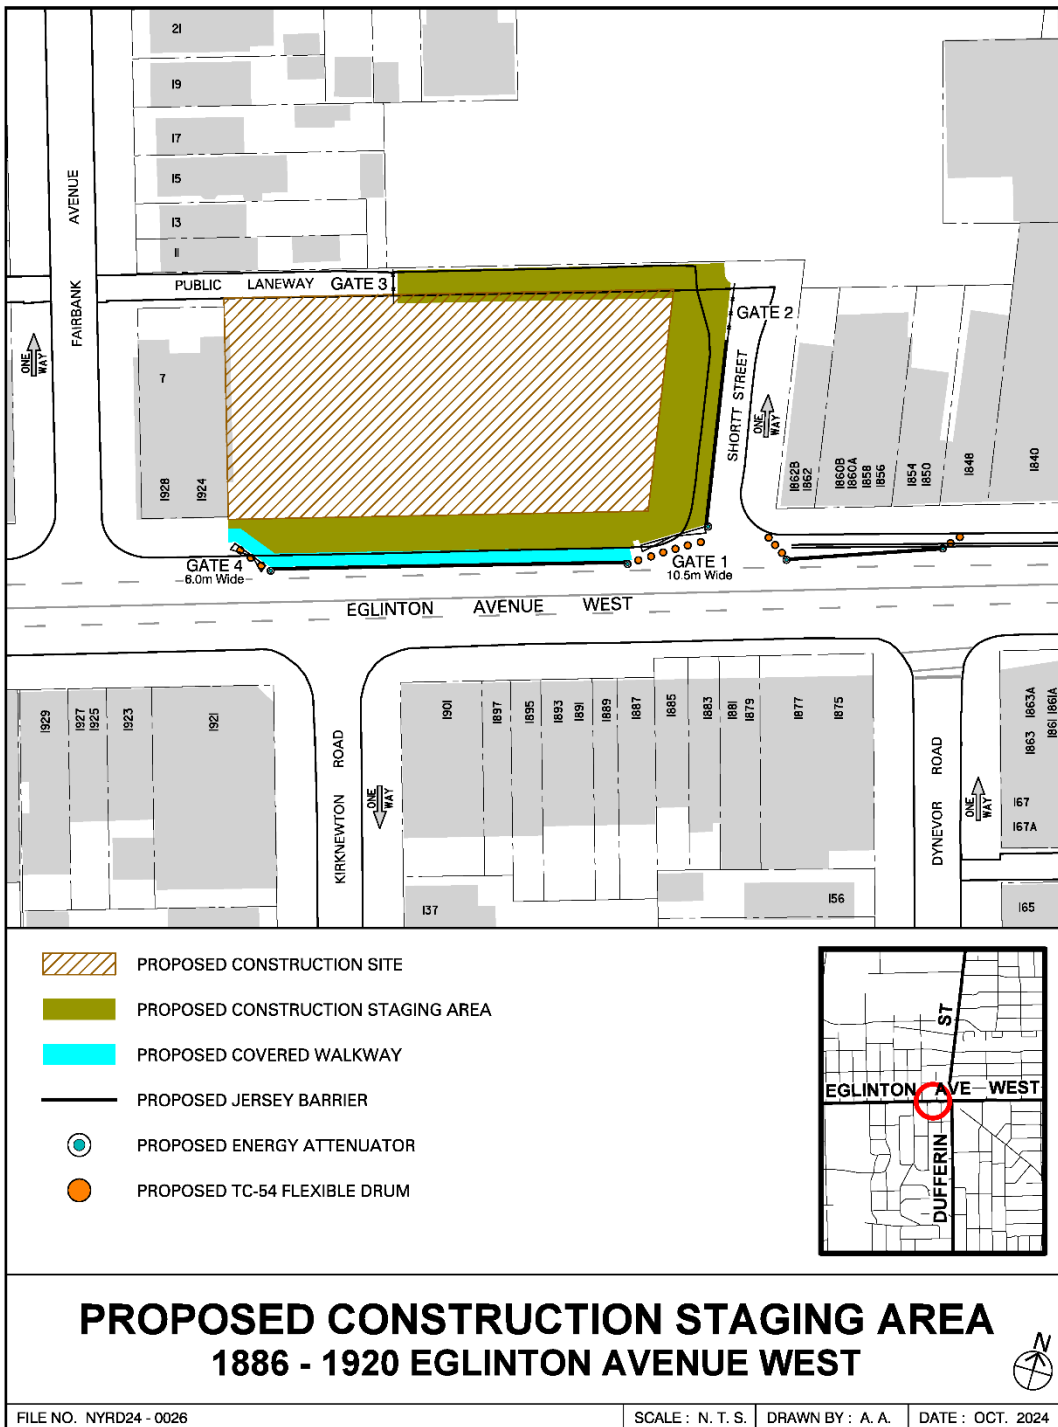 21
19
17
15
13
11
FAIRBANK AVENUE
PUBLIC LANEWAY
GATE 3
GATE 2
ONE WAY
7
1928
1924
SHORTT STREET
ONE WAY
1862B
1862
1860B
1860A
1858
1856
1854
1850
1848
1840
GATE 4
6.0m Wide
GATE 1
10.5m Wide
EGLINTON AVENUE WEST
1929
1927
1925
1923
1921
KIRKNEWTON ROAD
ONE WAY
1901
1897
1895
1893
1891
1889
1887
1885
1883
1881
1879
1877
1875
DYNEVOR ROAD
ONE WAY
1863
1863A
1861
1861A
167
167A
137
156
165
PROPOSED CONSTRUCTION SITE
PROPOSED CONSTRUCTION STAGING AREA
PROPOSED COVERED WALKWAY
PROPOSED JERSEY BARRIER
PROPOSED ENERGY ATTENUATOR
PROPOSED TC-54 FLEXIBLE DRUM
EGLINTON AVE WEST
DUFFERIN ST
PROPOSED CONSTRUCTION STAGING AREA
1886 - 1920 EGLINTON AVENUE WEST
N
FILE NO. NYRD24 - 0026
SCALE : N. T. S.
DRAWN BY : A. A.
DATE : OCT. 2024